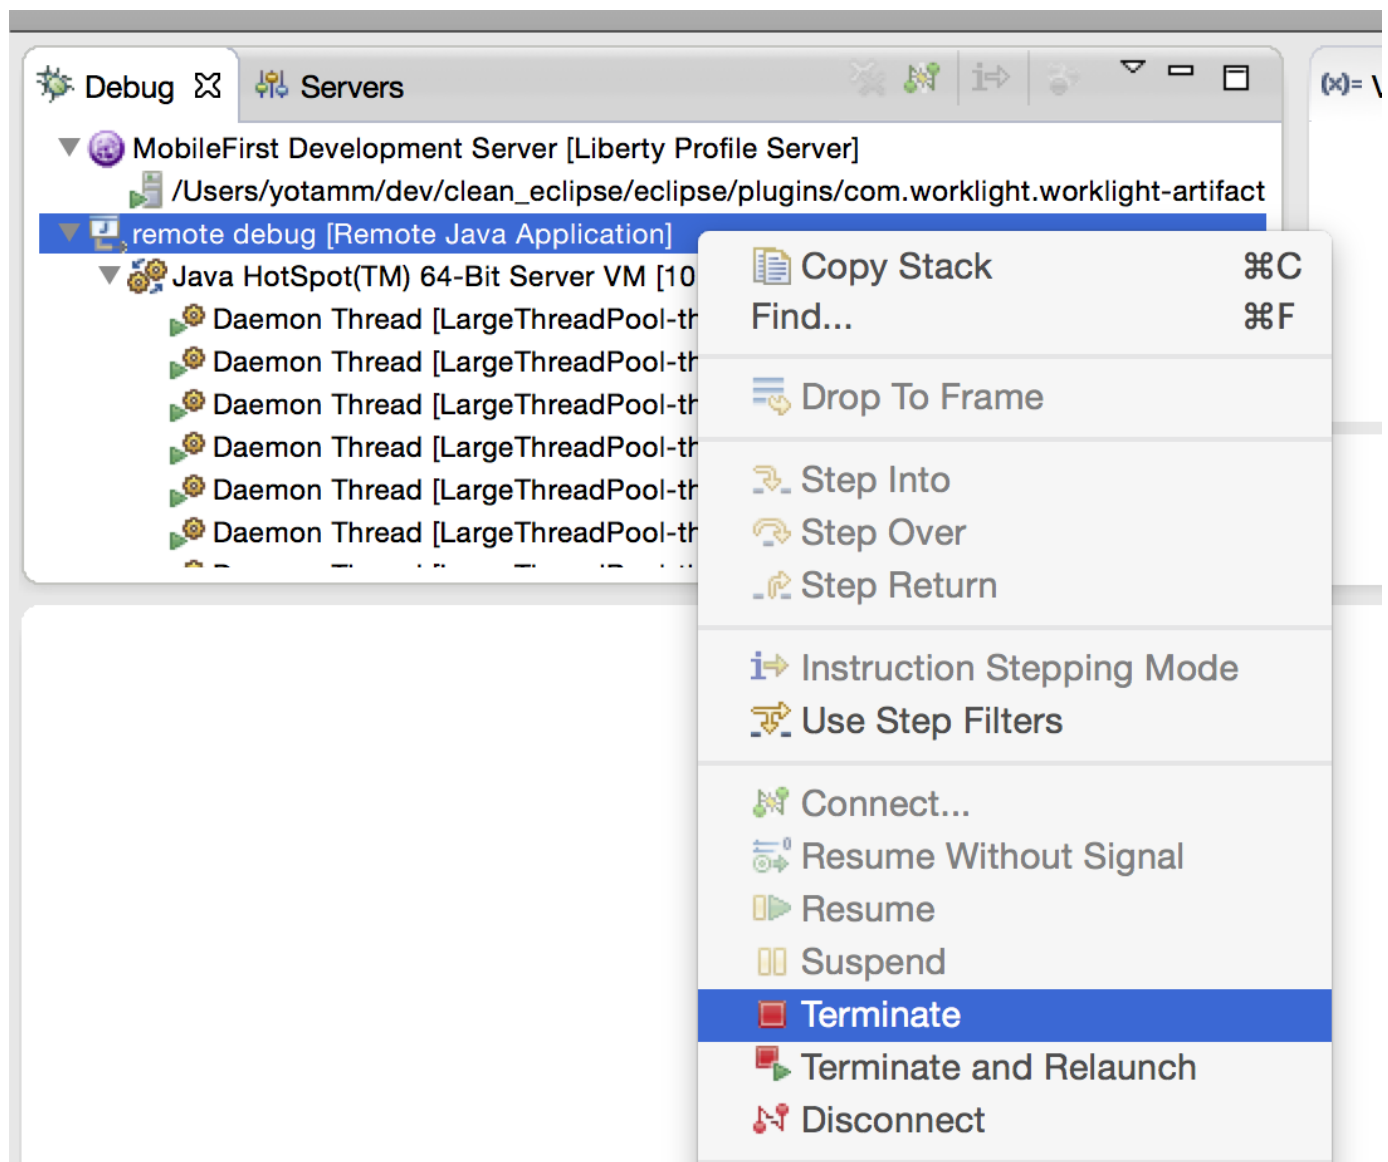 Debug Servers
(x)=
MobileFirst Development Server [Liberty Profile Server]
/Users/yotamm/dev/clean_eclipse/eclipse/plugins/com.worklight.worklight-artifact
remote debug [Remote Java Application]
Java HotSpot(TM) 64-Bit Server VM [10
Daemon Thread [LargeThreadPool-th
Daemon Thread [LargeThreadPool-th
Daemon Thread [LargeThreadPool-th
Daemon Thread [LargeThreadPool-th
Daemon Thread [LargeThreadPool-th
Daemon Thread [LargeThreadPool-th
Copy Stack ⌘C
Find... ⌘F
Drop To Frame
Step Into
Step Over
Step Return
Instruction Stepping Mode
Use Step Filters
Connect...
Resume Without Signal
Resume
Suspend
Terminate
Terminate and Relaunch
Disconnect